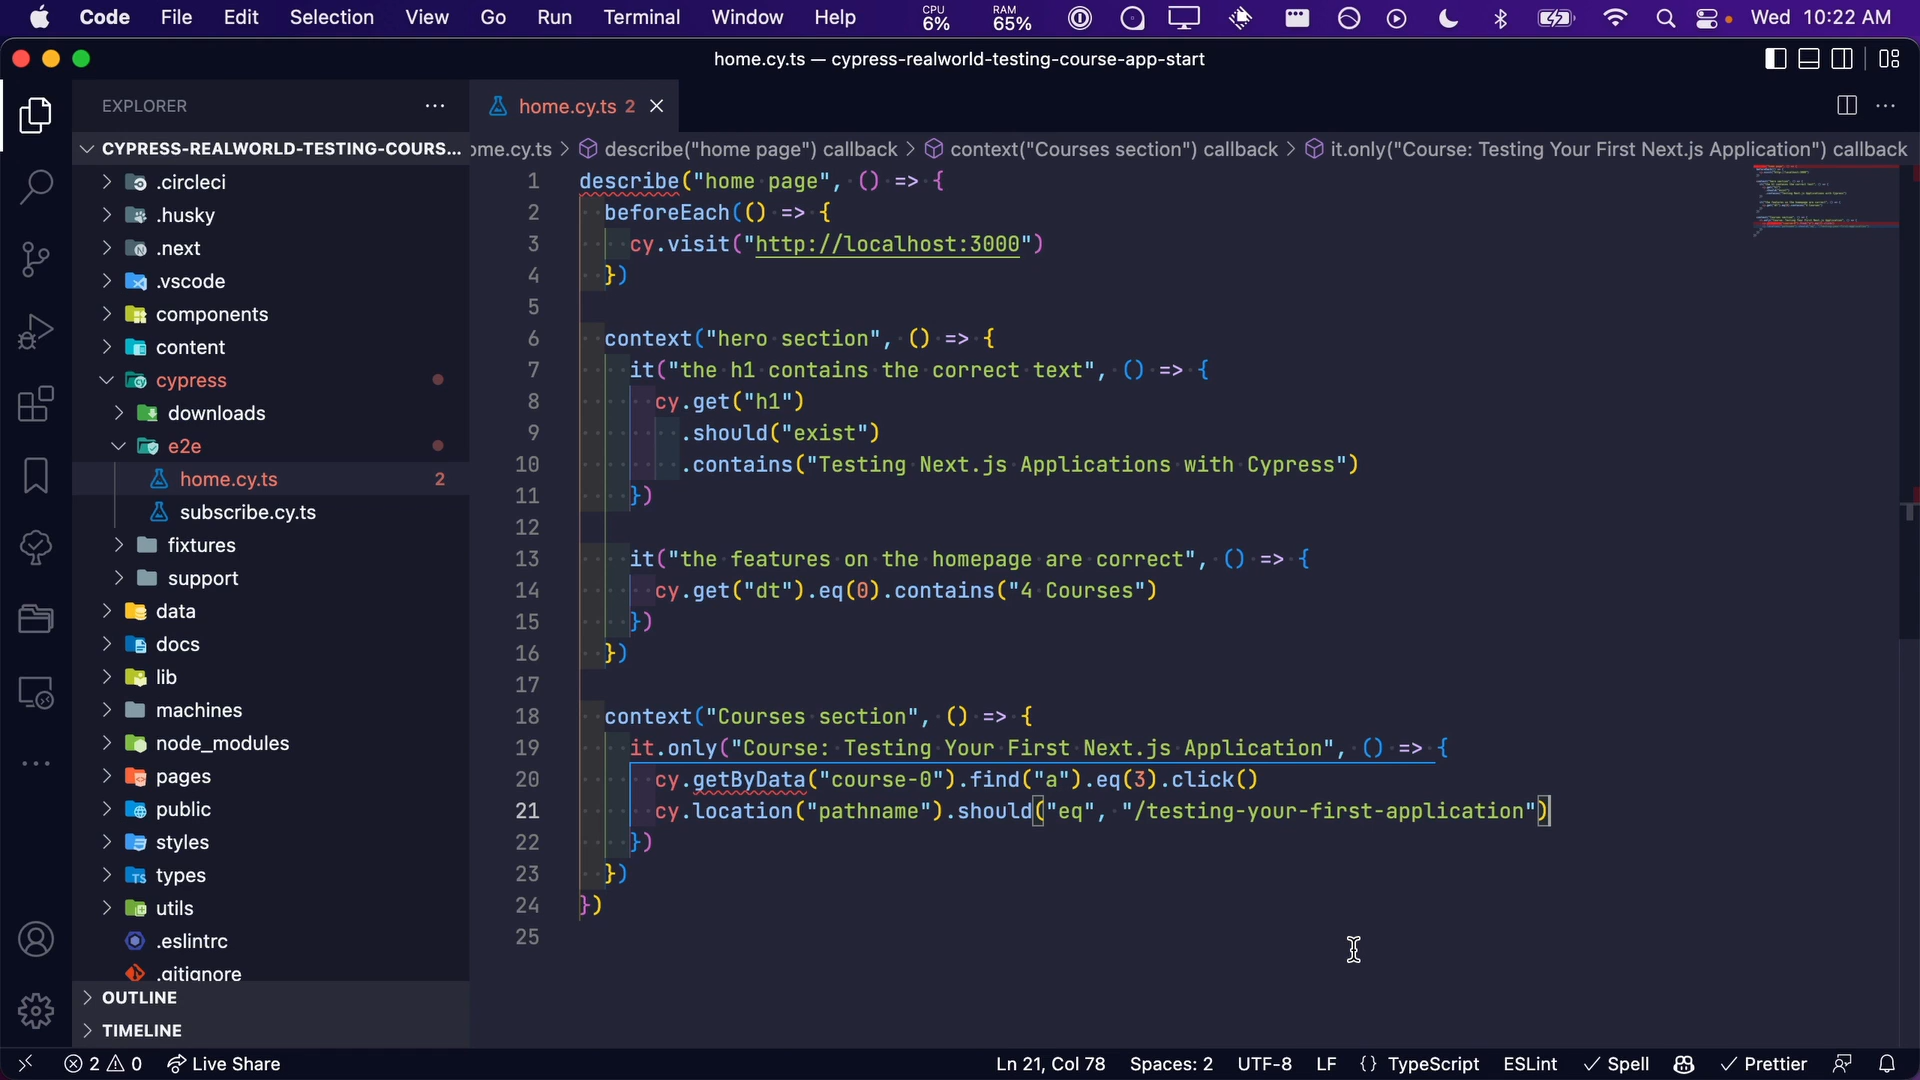 Code File Edit Selection View Go Run Terminal Window Help CPU 6% RAM 65% Wed 10:22 AM
home.cy.ts — cypress-realworld-testing-course-app-start
EXPLORER
home.cy.ts 2
CYPRESS-REALWORLD-TESTING-COURS...
ome.cy.ts > describe("home page") callback > context("Courses section") callback > it.only("Course: Testing Your First Next.js Application") callback
.circleci
.husky
.next
.vscode
components
content
cypress
downloads
e2e
home.cy.ts 2
subscribe.cy.ts
fixtures
support
data
docs
lib
machines
node_modules
pages
public
styles
types
utils
.eslintrc
.gitignore
OUTLINE
TIMELINE
1 describe("home page", () => {
2 beforeEach(() => {
3 cy.visit("http://localhost:3000")
4 })
5
6 context("hero section", () => {
7 it("the h1 contains the correct text", () => {
8 cy.get("h1")
9 .should("exist")
10 .contains("Testing Next.js Applications with Cypress")
11 })
12
13 it("the features on the homepage are correct", () => {
14 cy.get("dt").eq(0).contains("4 Courses")
15 })
16 })
17
18 context("Courses section", () => {
19 it.only("Course: Testing Your First Next.js Application", () => {
20 cy.getByData("course-0").find("a").eq(3).click()
21 cy.location("pathname").should("eq", "/testing-your-first-application")
22 })
23 })
24 })
25
2 0 Live Share Ln 21, Col 78 Spaces: 2 UTF-8 LF {} TypeScript ESLint Spell Prettier